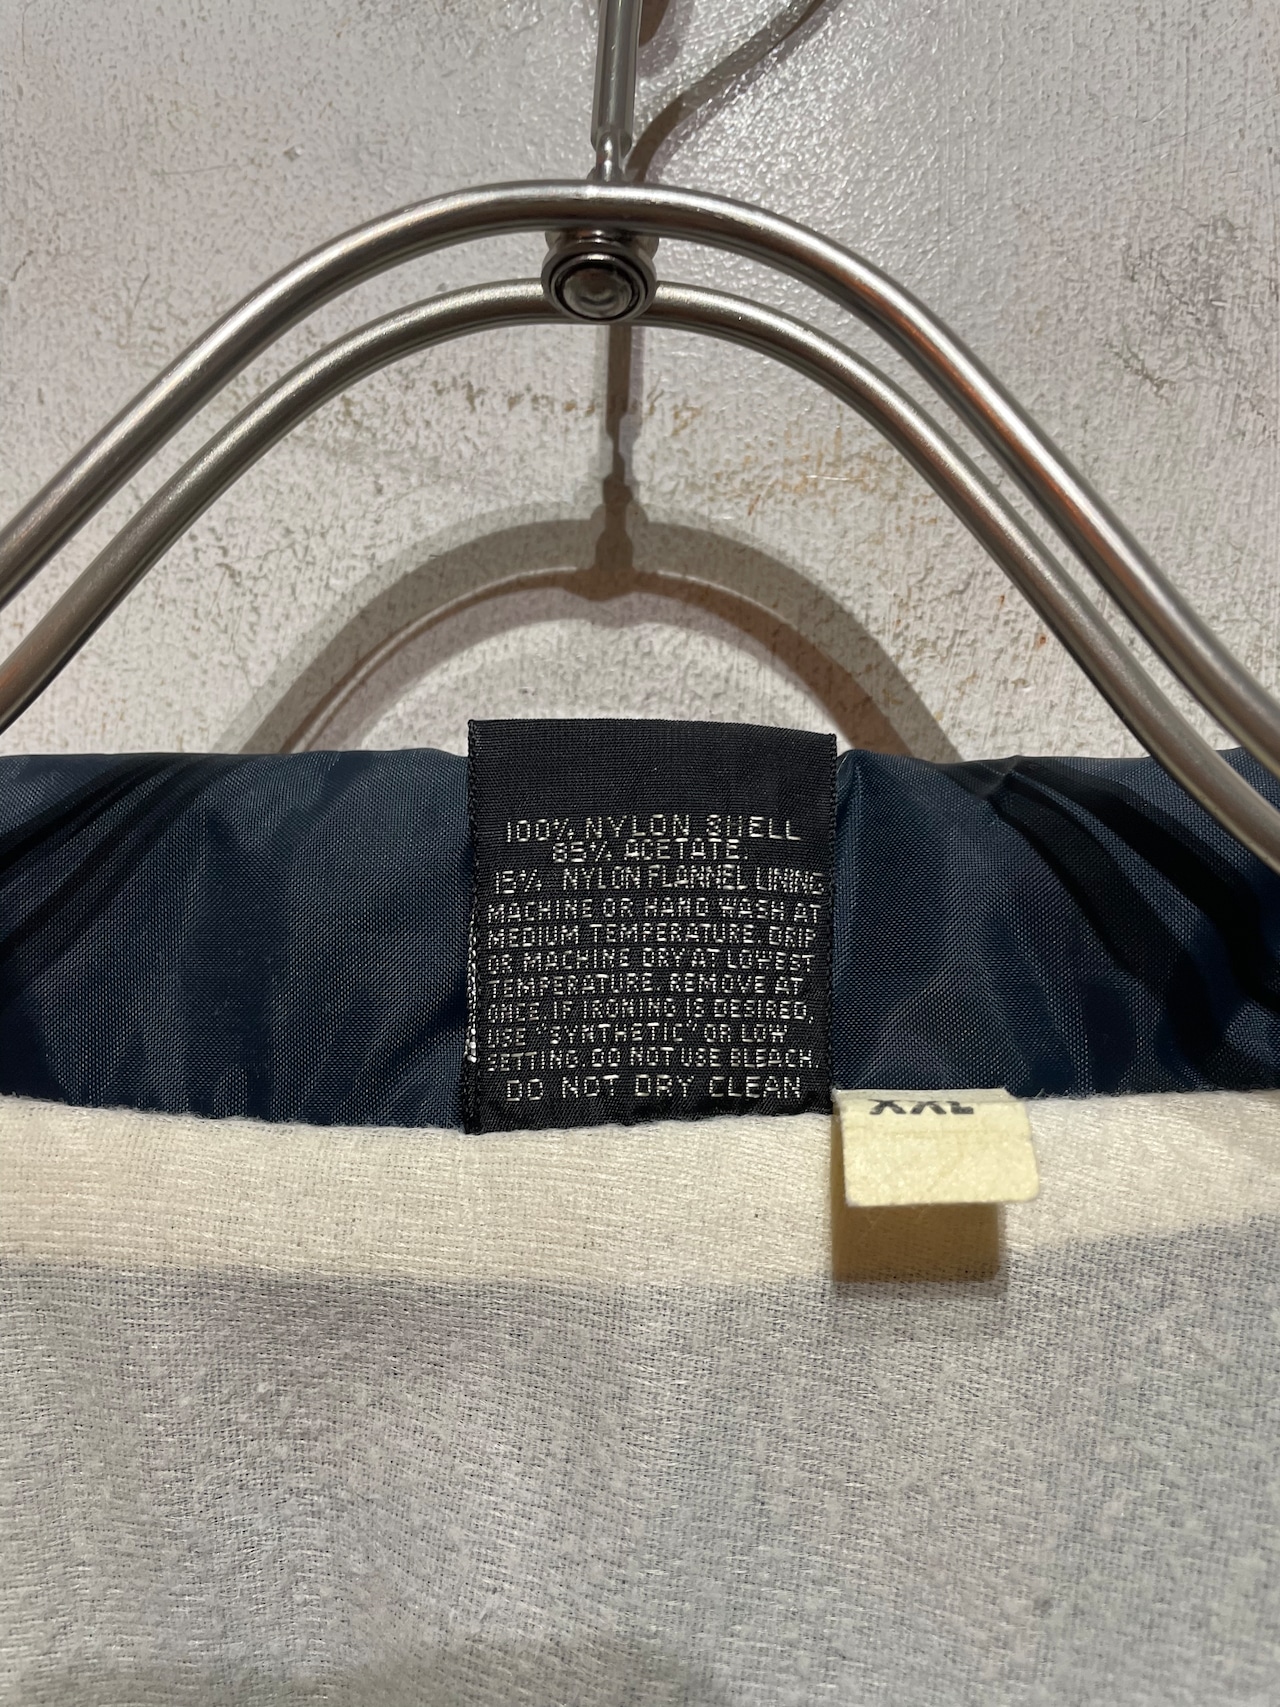 100% NYLON SHELL
85% ACETATE.
15% NYLON FLANNEL LINING
MACHINE OR HAND WASH AT
MEDIUM TEMPERATURE DRIP
OR MACHINE DRY AT LOWEST
TEMPERATURE. REMOVE AT
ONCE IF IRONING IS DESIRED,
USE "SYNTHETIC" OR LOW
SETTING. DO NOT USE BLEACH.
DO NOT DRY CLEAN
XXL